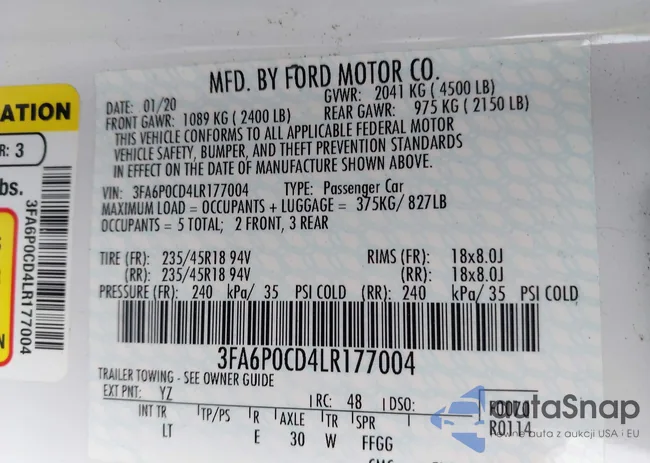 MFD. BY FORD MOTOR CO.
DATE: 01/20 GVWR: 2041 KG ( 4500 LB)
FRONT GAWR: 1089 KG ( 2400 LB) REAR GAWR: 975 KG ( 2150 LB)
THIS VEHICLE CONFORMS TO ALL APPLICABLE FEDERAL MOTOR
VEHICLE SAFETY, BUMPER, AND THEFT PREVENTION STANDARDS
IN EFFECT ON THE DATE OF MANUFACTURE SHOWN ABOVE.
VIN: 3FA6P0CD4LR177004 TYPE: Passenger Car
MAXIMUM LOAD = OCCUPANTS + LUGGAGE = 375KG/ 827LB
OCCUPANTS = 5 TOTAL; 2 FRONT, 3 REAR
TIRE (FR): 235/45R18 94V RIMS (FR): 18x8.0J
(RR): 235/45R18 94V (RR): 18x8.0J
PRESSURE (FR): 240 kPa/ 35 PSI COLD (RR): 240 kPa/ 35 PSI COLD
3FA6P0CD4LR177004
TRAILER TOWING - SEE OWNER GUIDE
EXT PNT: YZ RC: 48 DSO:
INT TR TP/PS R AXLE TR SPR R0114
LT E 30 W FFGG
ATION
R: 3
bs.
3FA6P0CD4LR177004
N
autaSnap
Pewne auta z aukcji USA i EU